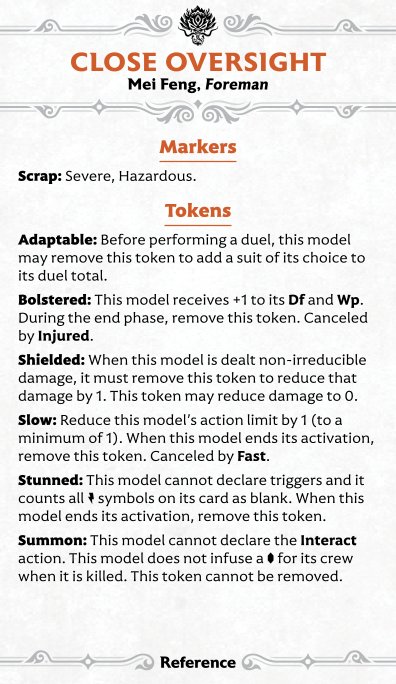 CLOSE OVERSIGHT
Mei Feng, Foreman
Markers
Scrap: Severe, Hazardous.
Tokens
Adaptable: Before performing a duel, this model
may remove this token to add a suit of its choice to
its duel total.
Bolstered: This model receives +1 to its Df and Wp.
During the end phase, remove this token. Canceled
by Injured.
Shielded: When this model is dealt non-irreducible
damage, it must remove this token to reduce that
damage by 1. This token may reduce damage to 0.
Slow: Reduce this model’s action limit by 1 (to a
minimum of 1). When this model ends its activation,
remove this token. Canceled by Fast.
Stunned: This model cannot declare triggers and it
counts all symbols on its card as blank. When this
model ends its activation, remove this token.
Summon: This model cannot declare the Interact
action. This model does not infuse a for its crew
when it is killed. This token cannot be removed.
Reference